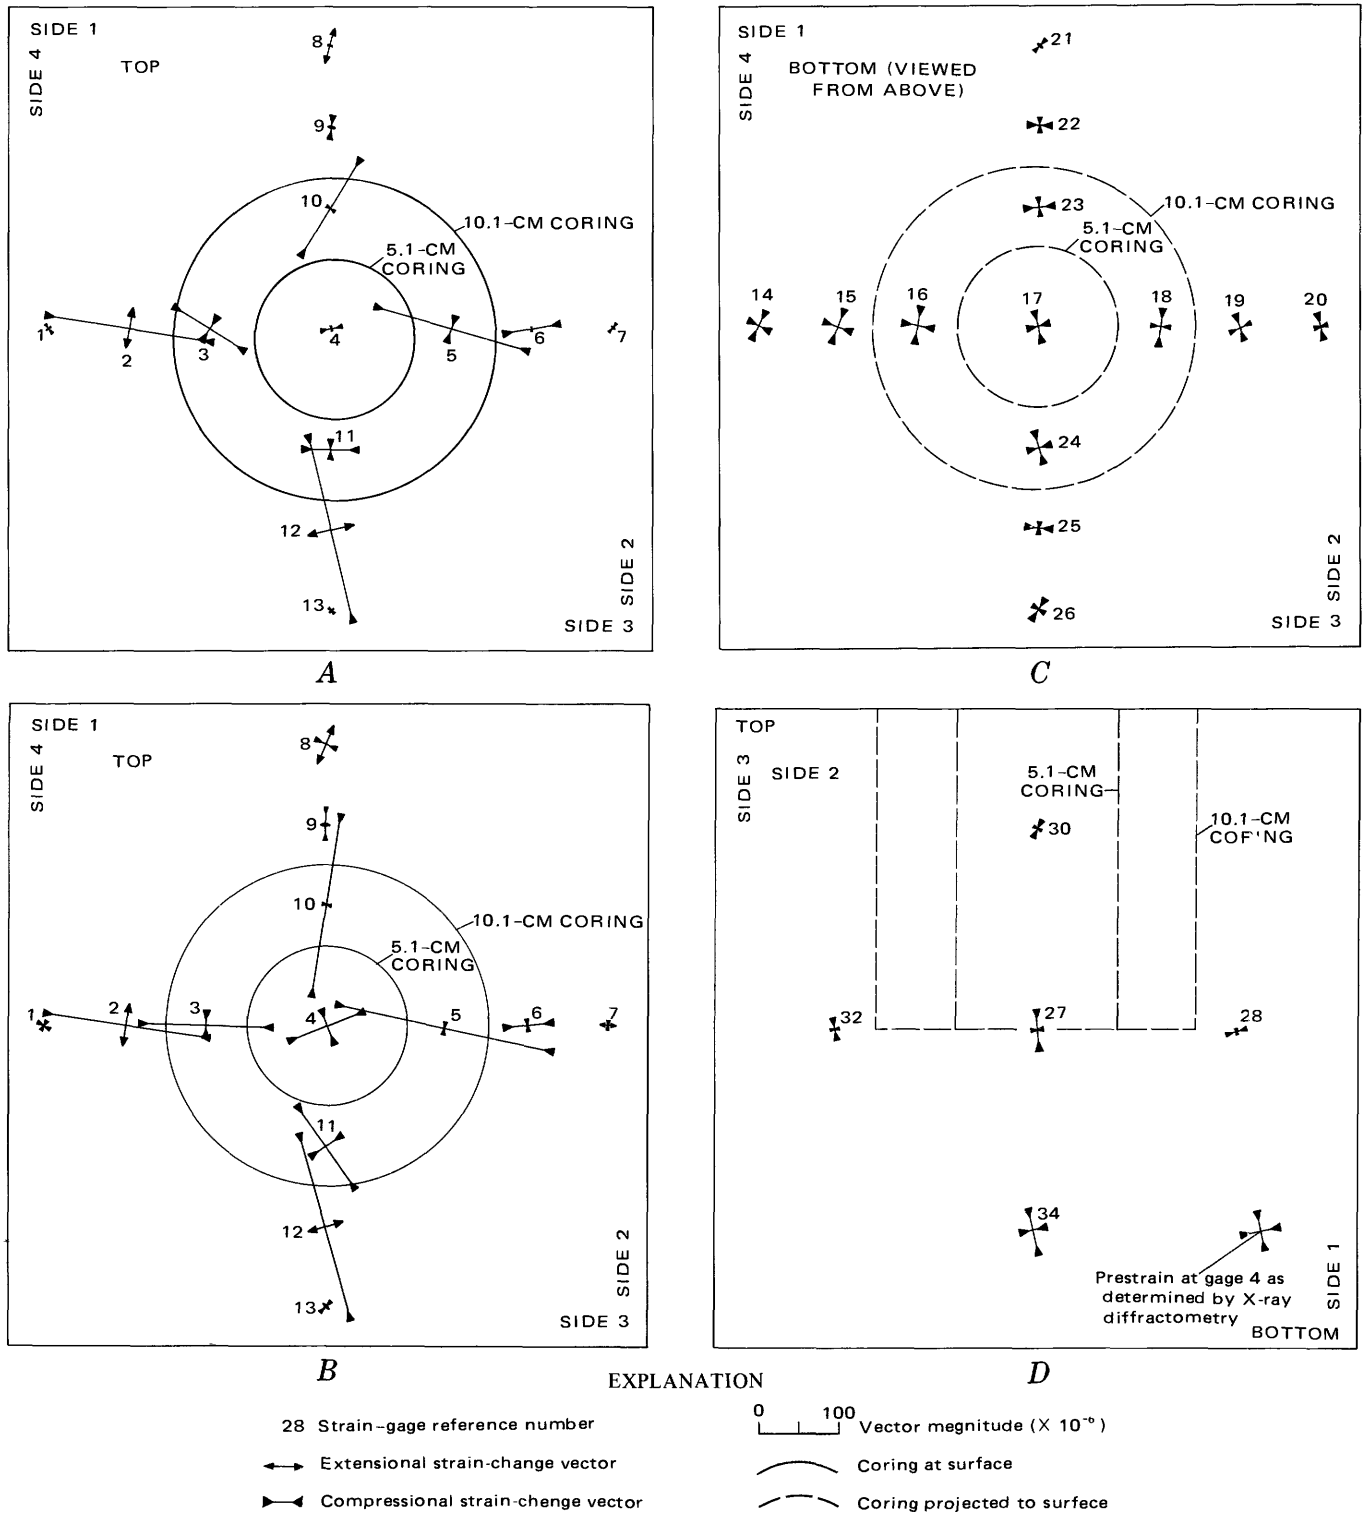 SIDE 1
SIDE 4
TOP
8
9
10
10.1-CM CORING
5.1-CM
CORING
1
2
3
4
5
6
7
11
12
13
SIDE 2
SIDE 3
A
SIDE 1
SIDE 4
BOTTOM (VIEWED
FROM ABOVE)
21
22
23
10.1-CM CORING
5.1-CM
CORING
14
15
16
17
18
19
20
24
25
26
SIDE 2
SIDE 3
C
SIDE 1
SIDE 4
TOP
8
9
10
10.1-CM CORING
5.1-CM
CORING
1
2
3
4
5
6
7
11
12
13
SIDE 2
SIDE 3
B
TOP
SIDE 3
SIDE 2
5.1-CM
CORING
10.1-CM
COF'NG
30
32
27
28
34
Prestrain at gage 4 as
determined by X-ray
diffractometry
SIDE 1
BOTTOM
D
EXPLANATION
28 Strain-gage reference number
Extensional strain-change vector
Compressional strain-chenge vector
0 100
Vector megnitude (X 10⁻⁶)
Coring at surface
Coring projected to surfece